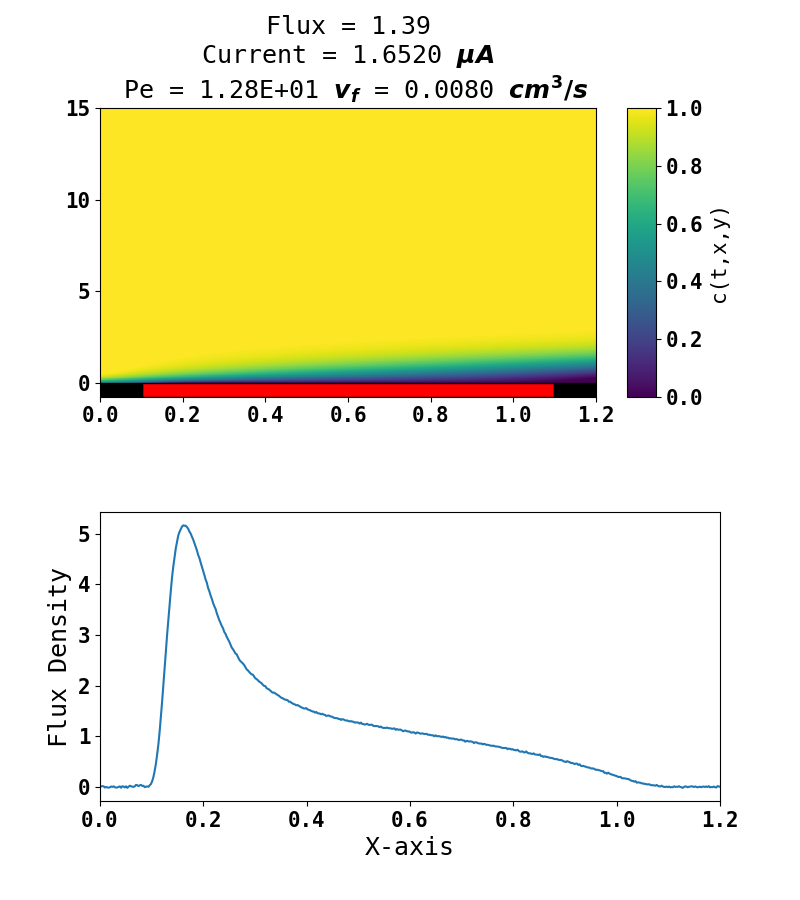 Flux = 1.39
Current = 1.6520 μA
Pe = 1.28E+01 v_f = 0.0080 cm³/s
15
10
5
0
0.0 0.2 0.4 0.6 0.8 1.0 1.2
1.0
0.8
0.6
0.4
0.2
0.0
c(t,x,y)
5
4
3
2
1
0
Flux Density
0.0 0.2 0.4 0.6 0.8 1.0 1.2
X-axis